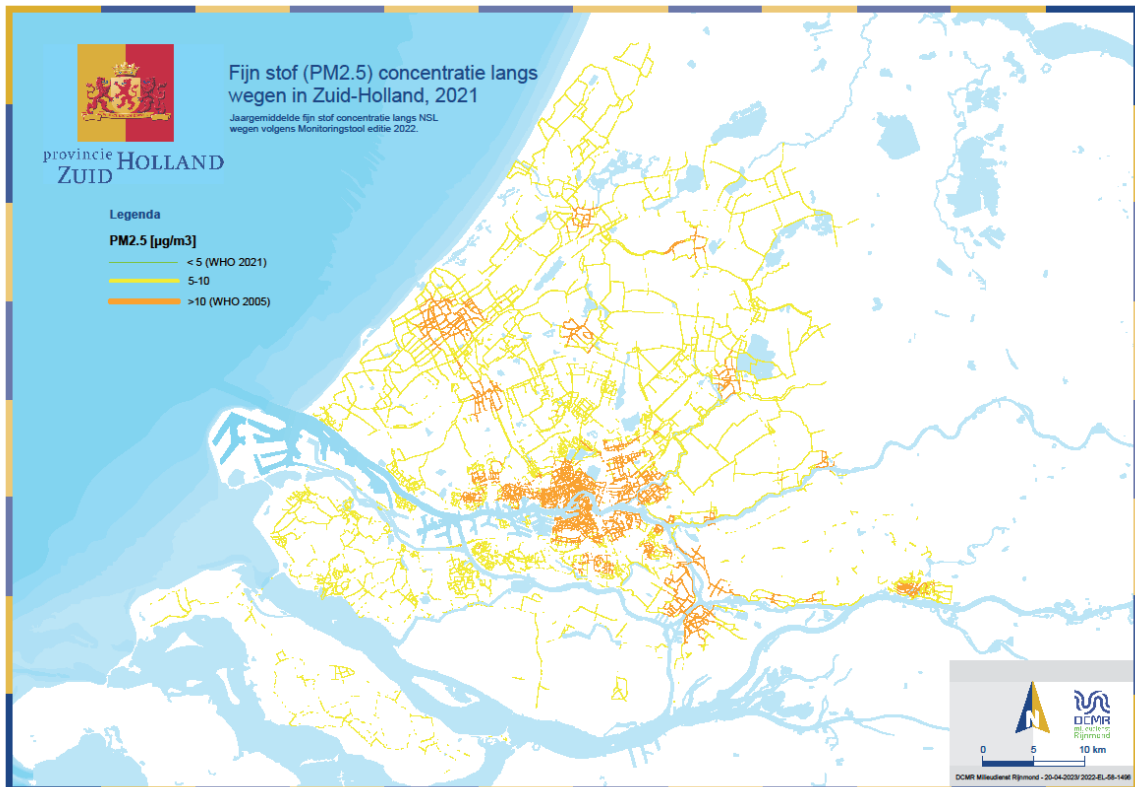 provincie HOLLAND
ZUID
Fijn stof (PM2.5) concentratie langs
wegen in Zuid-Holland, 2021
Jaargemiddelde fijn stof concentratie langs NSL
wegen volgens Monitoringstool editie 2022.
Legenda
PM2.5 [µg/m3]
< 5 (WHO 2021)
5-10
>10 (WHO 2005)
N
DCMR
milieudienst
Rijnmond
0 5 10 km
DCMR Milieudienst Rijnmond - 20-04-2023/ 2022-EL-58-1498